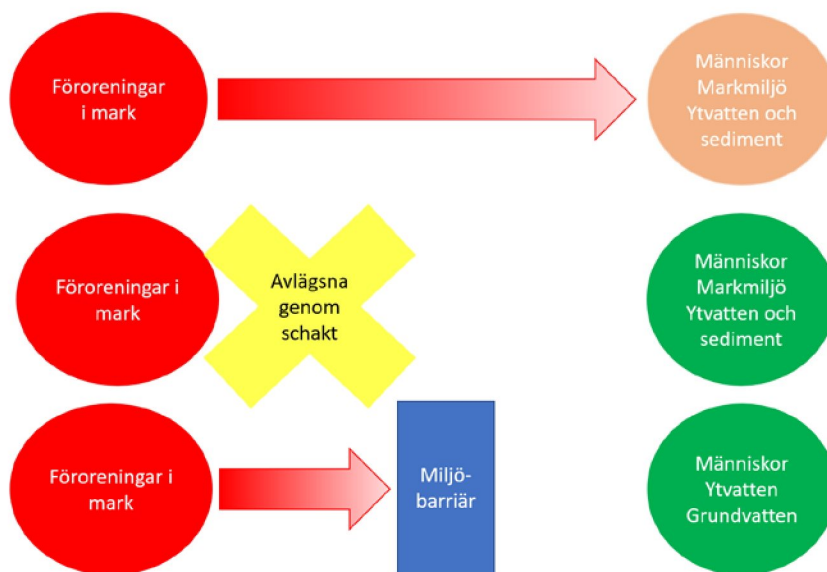 Föroreningar
i mark
Människor
Markmiljö
Ytvatten och
sediment
Föroreningar i
mark
Avlägsna
genom
schakt
Människor
Markmiljö
Ytvatten och
sediment
Föroreningar i
mark
Miljö-
barriär
Människor
Ytvatten
Grundvatten